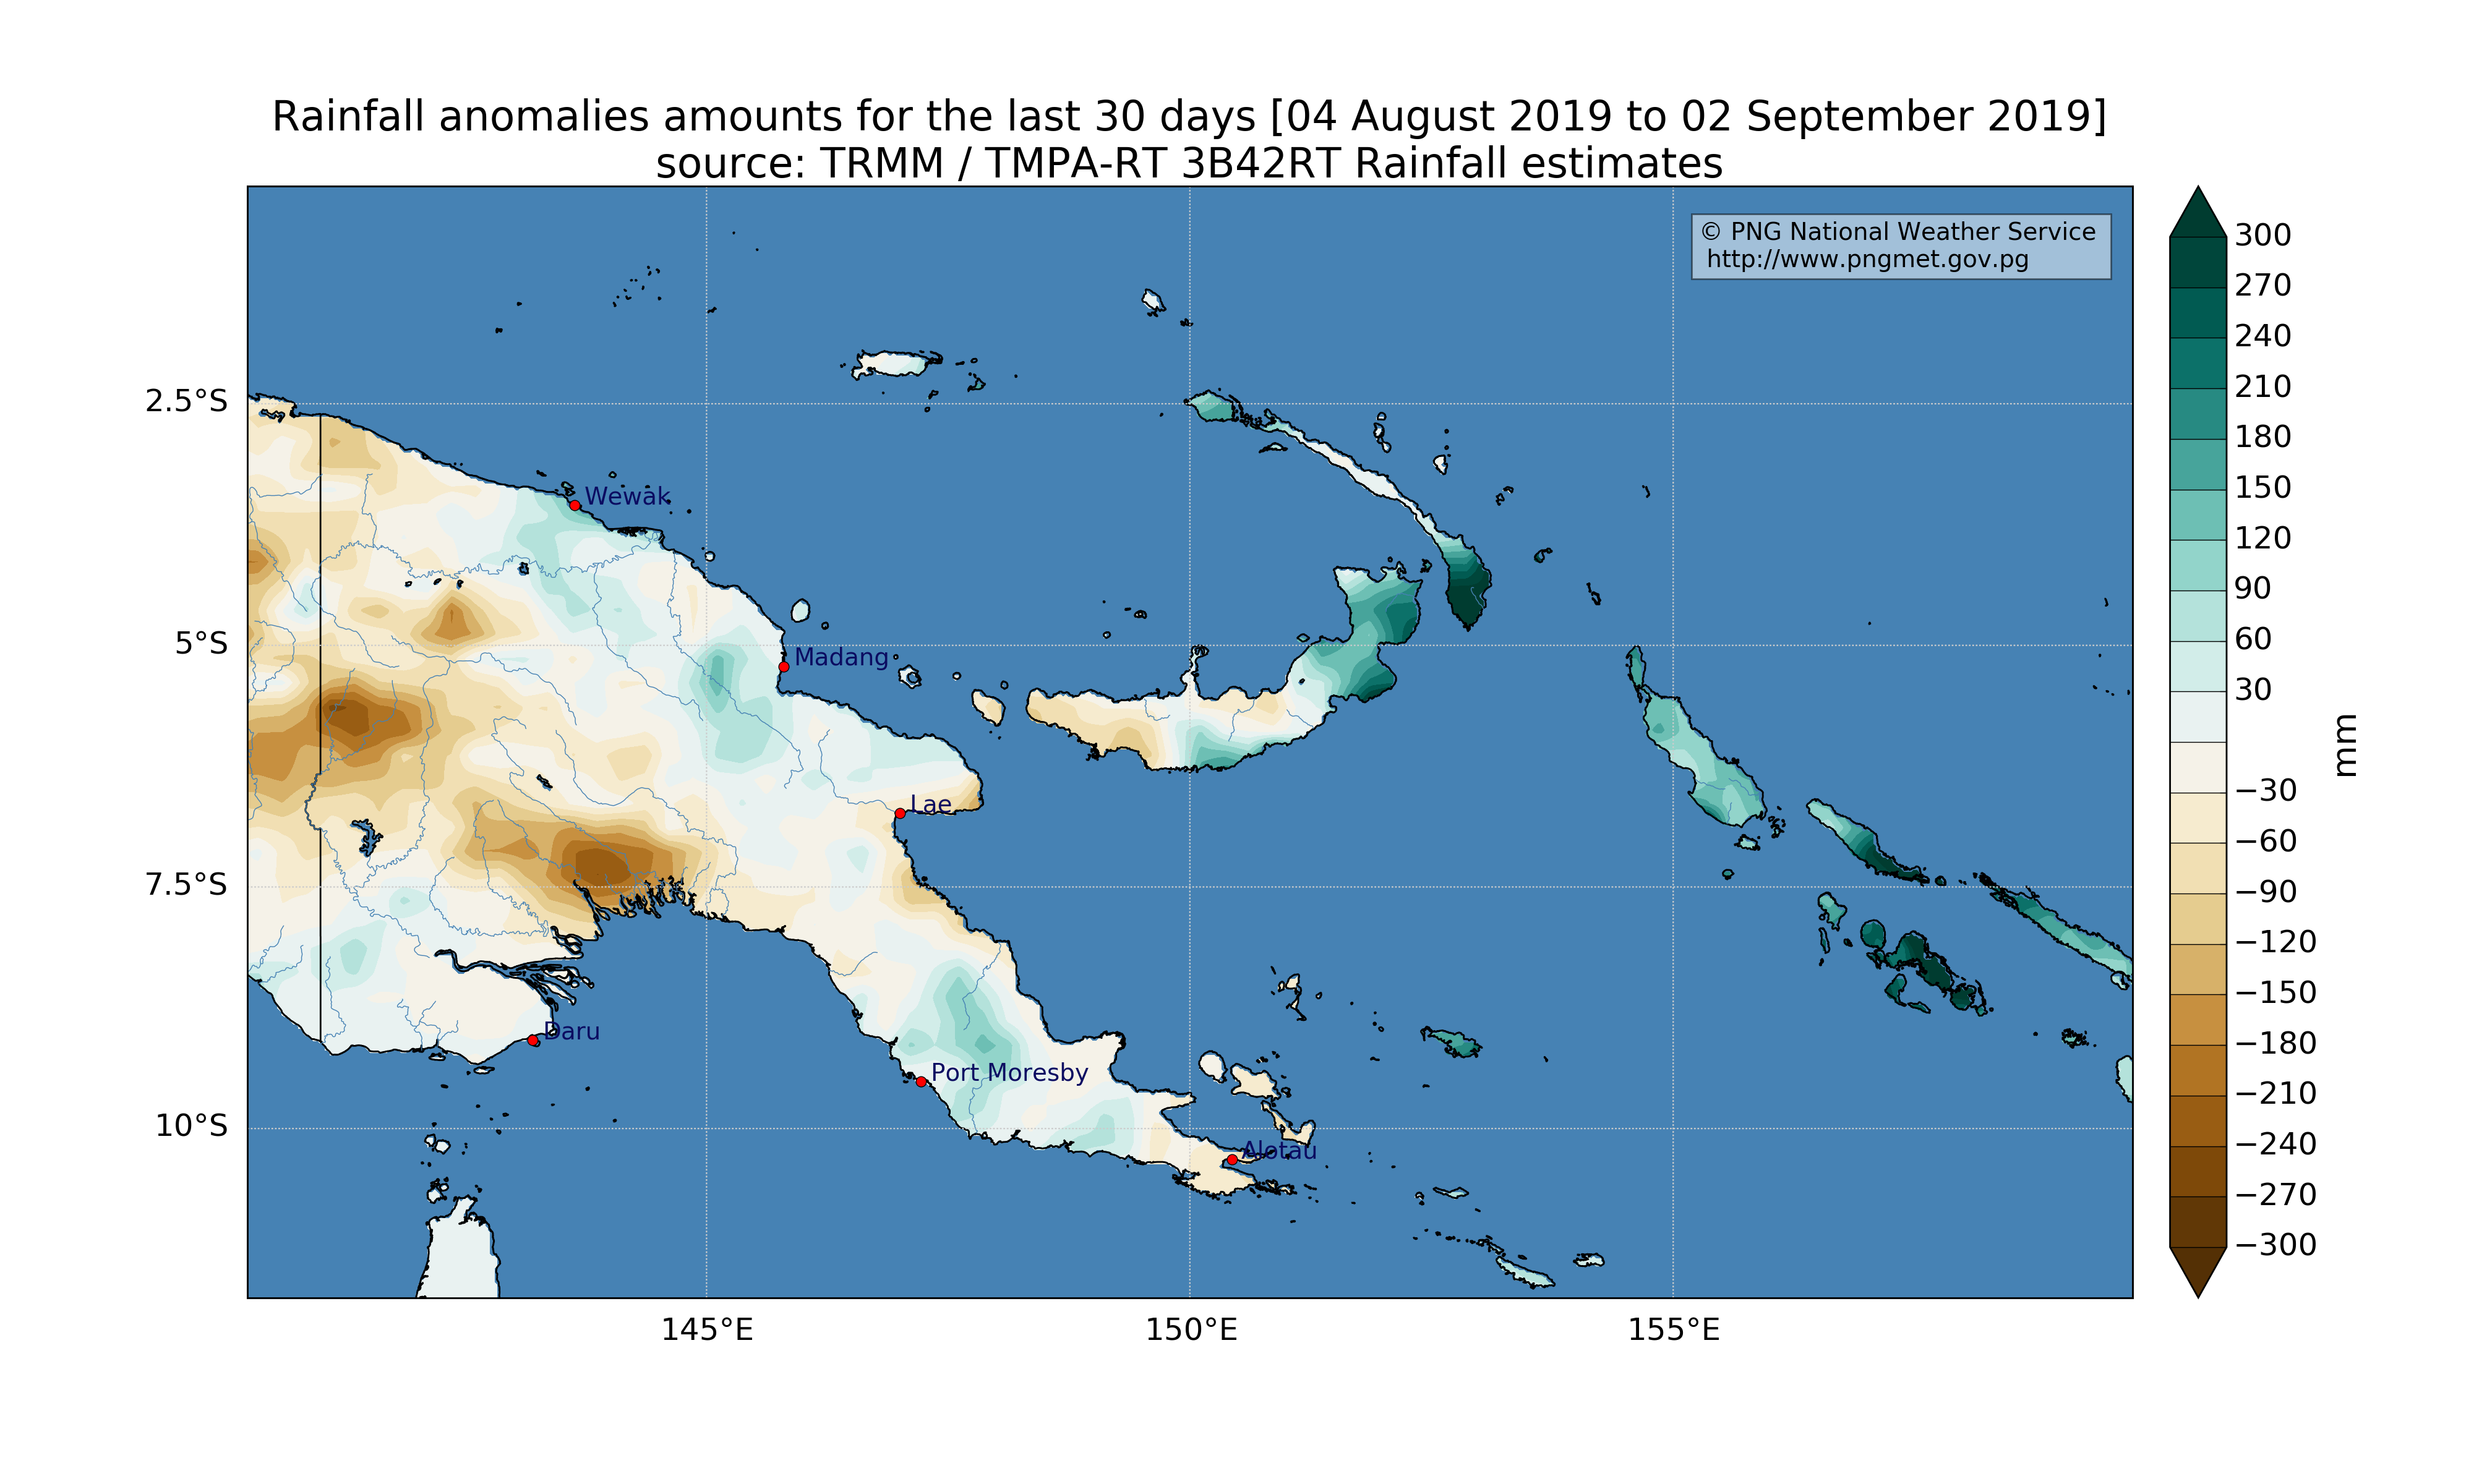 Rainfall anomalies amounts for the last 30 days [04 August 2019 to 02 September 2019]
source: TRMM / TMPA-RT 3B42RT Rainfall estimates
© PNG National Weather Service
http://www.pngmet.gov.pg
2.5°S
5°S
7.5°S
10°S
Wewak
Madang
Lae
Daru
Port Moresby
Alotau
145°E
150°E
155°E
300
270
240
210
180
150
120
90
60
30
−30
−60
−90
−120
−150
−180
−210
−240
−270
−300
mm